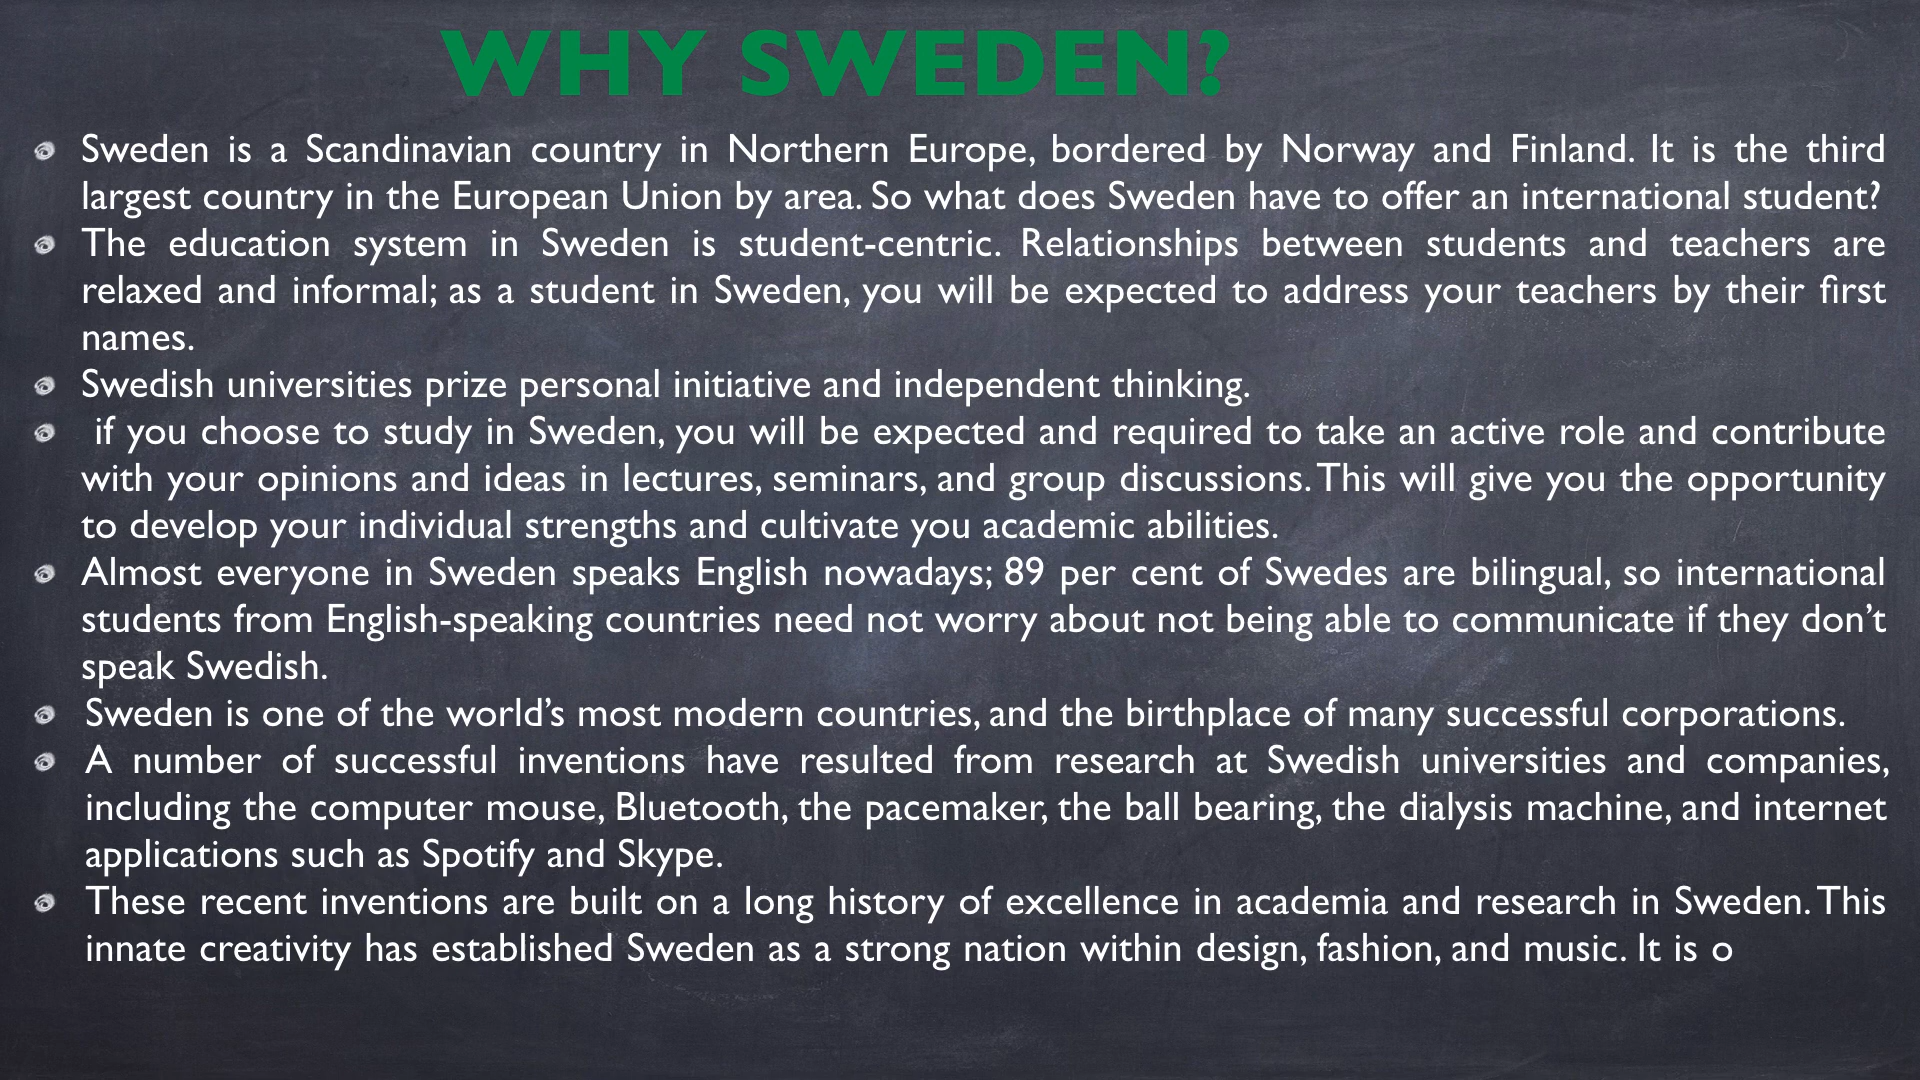 WHY SWEDEN?
Sweden is a Scandinavian country in Northern Europe, bordered by Norway and Finland. It is the third
largest country in the European Union by area. So what does Sweden have to offer an international student?
The education system in Sweden is student-centric. Relationships between students and teachers are
relaxed and informal; as a student in Sweden, you will be expected to address your teachers by their first
names.
Swedish universities prize personal initiative and independent thinking.
if you choose to study in Sweden, you will be expected and required to take an active role and contribute
with your opinions and ideas in lectures, seminars, and group discussions. This will give you the opportunity
to develop your individual strengths and cultivate you academic abilities.
Almost everyone in Sweden speaks English nowadays; 89 per cent of Swedes are bilingual, so international
students from English-speaking countries need not worry about not being able to communicate if they don’t
speak Swedish.
Sweden is one of the world’s most modern countries, and the birthplace of many successful corporations.
A number of successful inventions have resulted from research at Swedish universities and companies,
including the computer mouse, Bluetooth, the pacemaker, the ball bearing, the dialysis machine, and internet
applications such as Spotify and Skype.
These recent inventions are built on a long history of excellence in academia and research in Sweden. This
innate creativity has established Sweden as a strong nation within design, fashion, and music. It is o